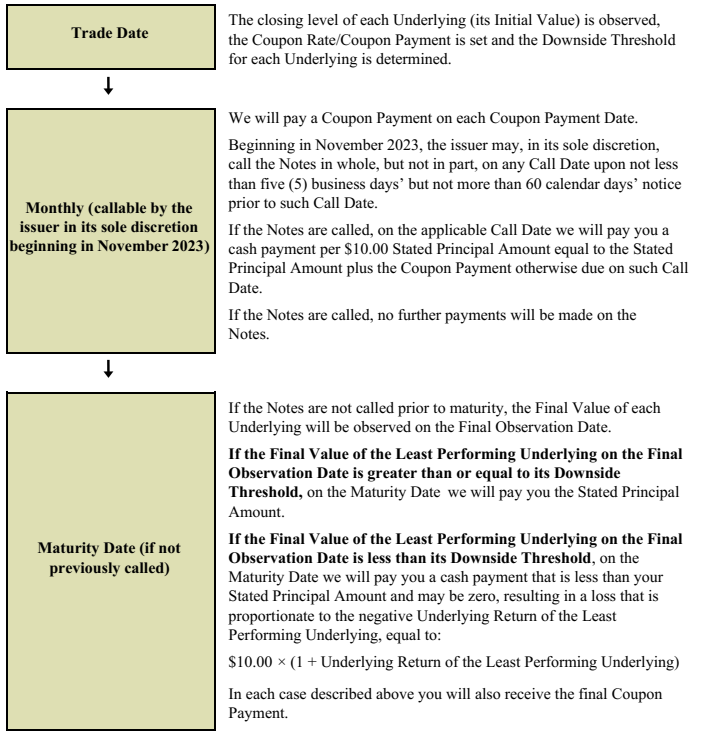 Trade Date
The closing level of each Underlying (its Initial Value) is observed,
the Coupon Rate/Coupon Payment is set and the Downside Threshold
for each Underlying is determined.
Monthly (callable by the
issuer in its sole discretion
beginning in November 2023)
We will pay a Coupon Payment on each Coupon Payment Date.
Beginning in November 2023, the issuer may, in its sole discretion,
call the Notes in whole, but not in part, on any Call Date upon not less
than five (5) business days’ but not more than 60 calendar days’ notice
prior to such Call Date.
If the Notes are called, on the applicable Call Date we will pay you a
cash payment per $10.00 Stated Principal Amount equal to the Stated
Principal Amount plus the Coupon Payment otherwise due on such Call
Date.
If the Notes are called, no further payments will be made on the
Notes.
Maturity Date (if not
previously called)
If the Notes are not called prior to maturity, the Final Value of each
Underlying will be observed on the Final Observation Date.
If the Final Value of the Least Performing Underlying on the Final
Observation Date is greater than or equal to its Downside
Threshold, on the Maturity Date we will pay you the Stated Principal
Amount.
If the Final Value of the Least Performing Underlying on the Final
Observation Date is less than its Downside Threshold, on the
Maturity Date we will pay you a cash payment that is less than your
Stated Principal Amount and may be zero, resulting in a loss that is
proportionate to the negative Underlying Return of the Least
Performing Underlying, equal to:
$10.00 × (1 + Underlying Return of the Least Performing Underlying)
In each case described above you will also receive the final Coupon
Payment.